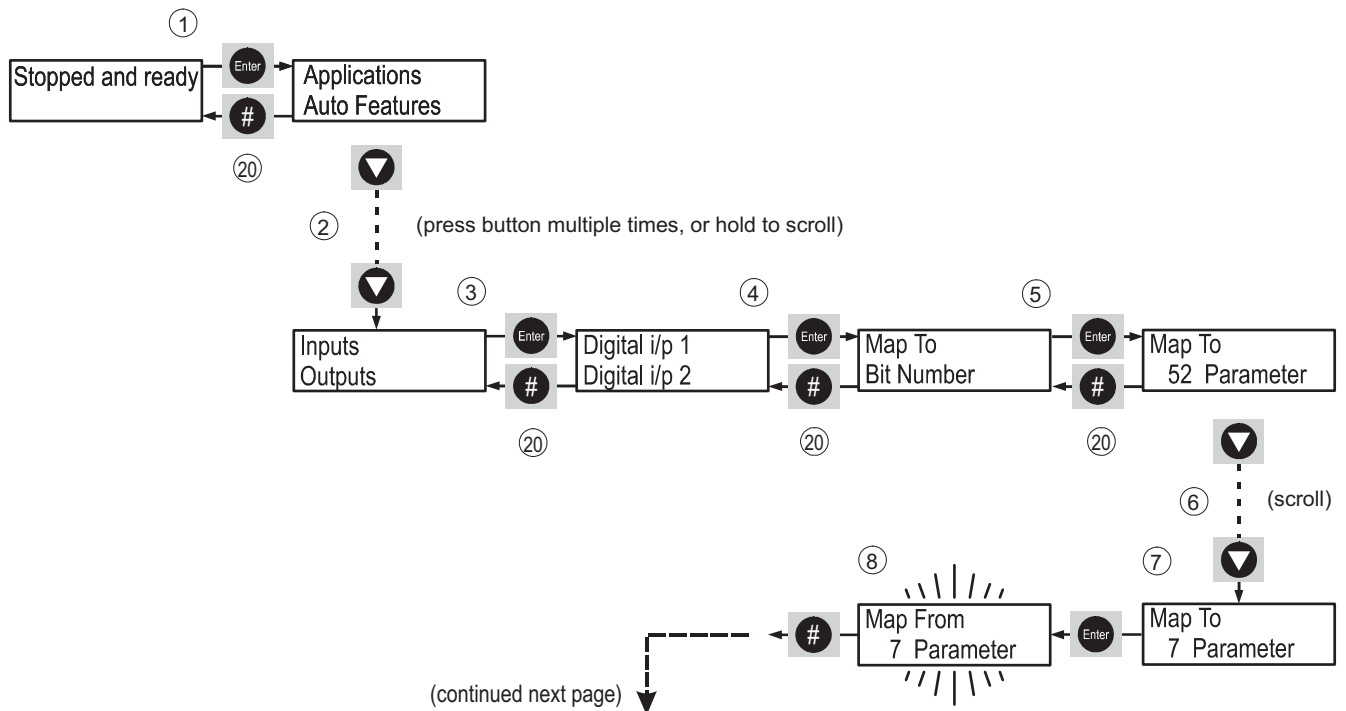 1
Stopped and ready
Enter
Applications
Auto Features
#
20
2
(press button multiple times, or hold to scroll)
3
4
5
Inputs
Outputs
Enter
#
Digital i/p 1
Digital i/p 2
Enter
#
Map To
Bit Number
Enter
#
Map To
52 Parameter
20
20
20
6
(scroll)
8
7
#
Map From
7 Parameter
Enter
Map To
7 Parameter
(continued next page)